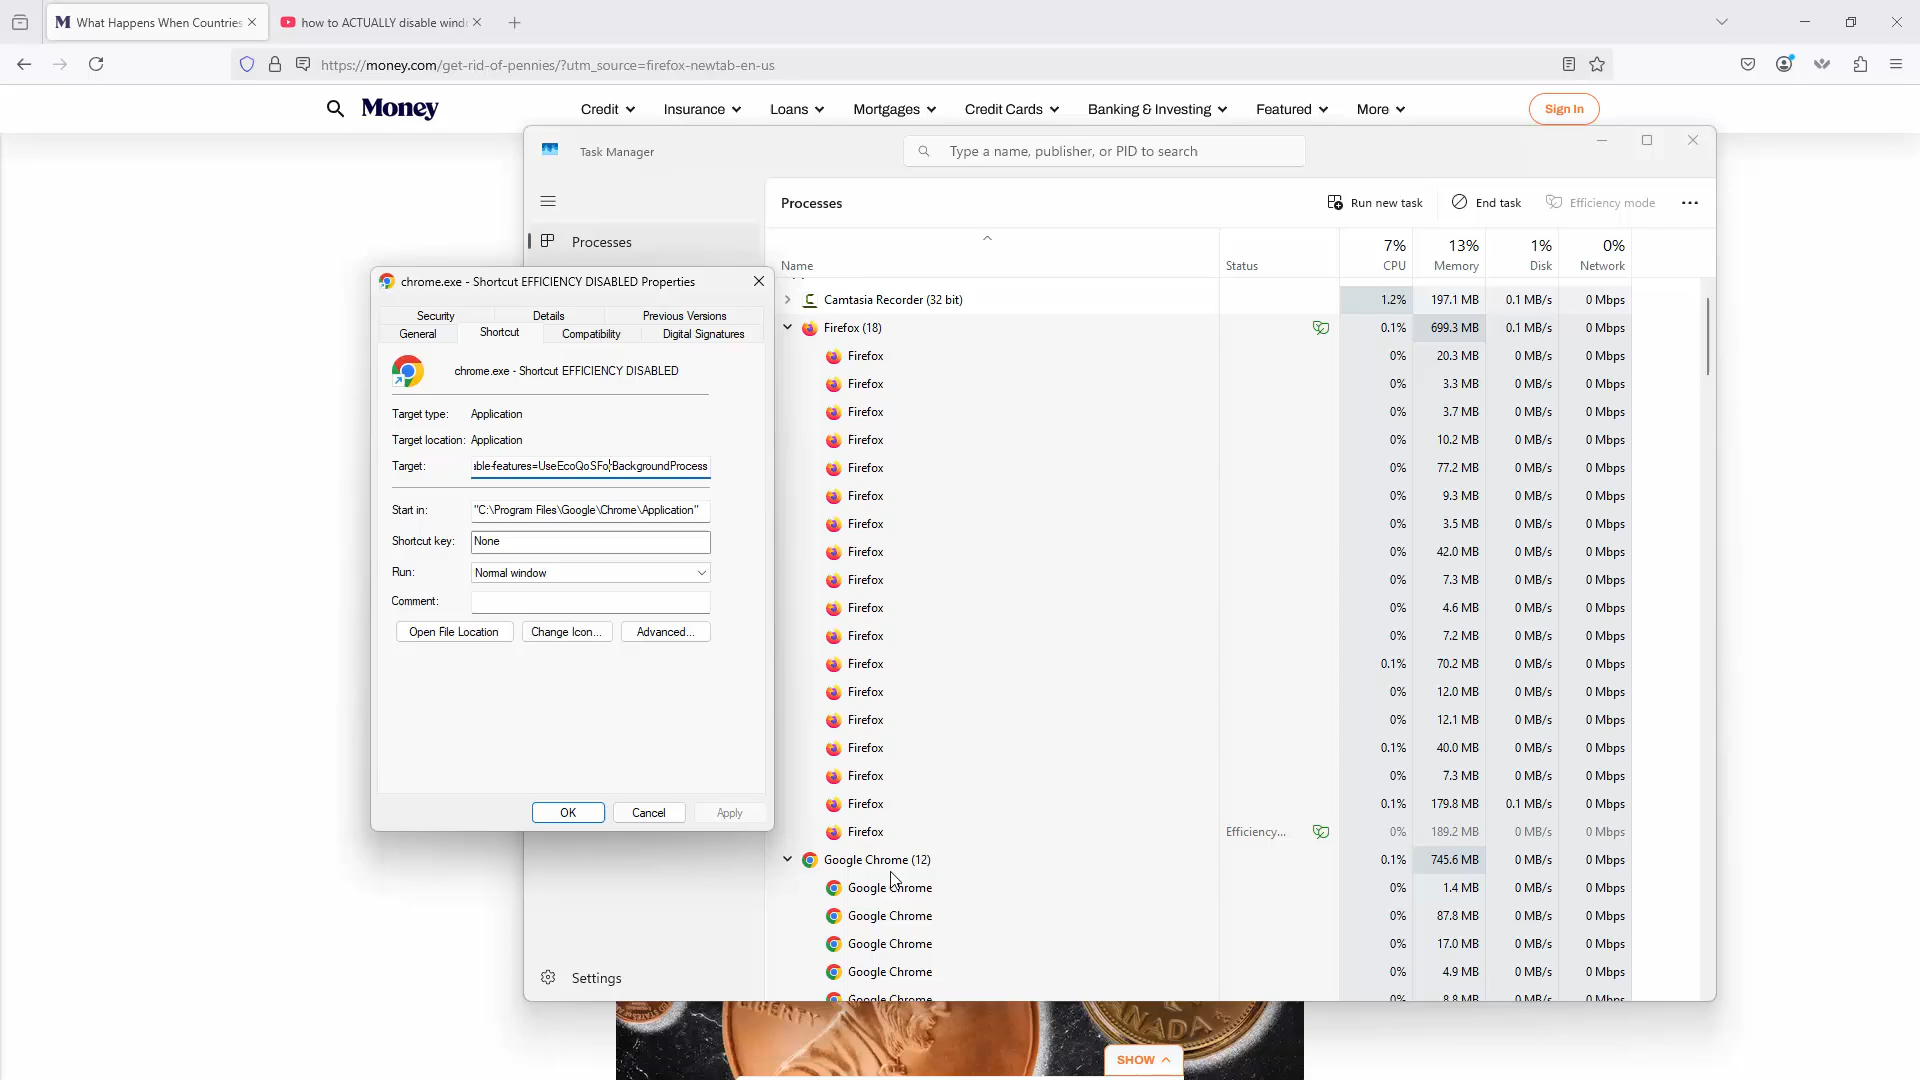 What Happens When Countries
how to ACTUALLY disable wind
https://money.com/get-rid-of-pennies/?utm_source=firefox-newtab-en-us
Money
Credit
Insurance
Loans
Mortgages
Credit Cards
Banking & Investing
Featured
More
Sign In
Task Manager
Type a name, publisher, or PID to search
Processes
Run new task
End task
Efficiency mode
Processes
7%
13%
1%
0%
Name
Status
CPU
Memory
Disk
Network
Camtasia Recorder (32 bit)
1.2%
197.1 MB
0.1 MB/s
0 Mbps
Firefox (18)
0.1%
699.3 MB
0.1 MB/s
0 Mbps
Firefox
0%
20.3 MB
0 MB/s
0 Mbps
Firefox
0%
3.3 MB
0 MB/s
0 Mbps
Firefox
0%
3.7 MB
0 MB/s
0 Mbps
Firefox
0%
10.2 MB
0 MB/s
0 Mbps
Firefox
0%
77.2 MB
0 MB/s
0 Mbps
Firefox
0%
9.3 MB
0 MB/s
0 Mbps
Firefox
0%
3.5 MB
0 MB/s
0 Mbps
Firefox
0%
42.0 MB
0 MB/s
0 Mbps
Firefox
0%
7.3 MB
0 MB/s
0 Mbps
Firefox
0%
4.6 MB
0 MB/s
0 Mbps
Firefox
0%
7.2 MB
0 MB/s
0 Mbps
Firefox
0.1%
70.2 MB
0 MB/s
0 Mbps
Firefox
0%
12.0 MB
0 MB/s
0 Mbps
Firefox
0%
12.1 MB
0 MB/s
0 Mbps
Firefox
0.1%
40.0 MB
0 MB/s
0 Mbps
Firefox
0%
7.3 MB
0 MB/s
0 Mbps
Firefox
0.1%
179.8 MB
0.1 MB/s
0 Mbps
Firefox
Efficiency...
0%
189.2 MB
0 MB/s
0 Mbps
Google Chrome (12)
0.1%
745.6 MB
0 MB/s
0 Mbps
Google Chrome
0%
1.4 MB
0 MB/s
0 Mbps
Google Chrome
0%
87.8 MB
0 MB/s
0 Mbps
Google Chrome
0%
17.0 MB
0 MB/s
0 Mbps
Google Chrome
0%
4.9 MB
0 MB/s
0 Mbps
Google Chrome
0%
8.8 MB
0 MB/s
0 Mbps
Settings
chrome.exe - Shortcut EFFICIENCY DISABLED Properties
Security
Details
Previous Versions
General
Shortcut
Compatibility
Digital Signatures
chrome.exe - Shortcut EFFICIENCY DISABLED
Target type:
Application
Target location:
Application
Target:
able-features=UseEcoQoSForBackgroundProcess
Start in:
"C:\Program Files\Google\Chrome\Application"
Shortcut key:
None
Run:
Normal window
Comment:
Open File Location
Change Icon...
Advanced...
OK
Cancel
Apply
LIBERTY
CANADA
SHOW